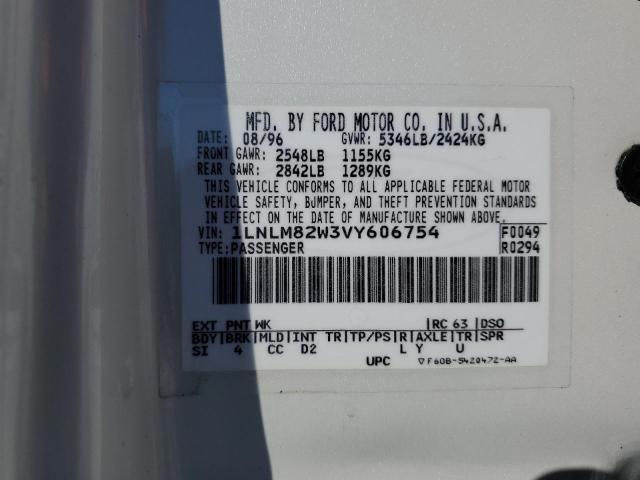 MFD. BY FORD MOTOR CO. IN U.S.A.
DATE: 08/96 GVWR: 5346LB/2424KG
FRONT GAWR: 2548LB 1155KG
REAR GAWR: 2842LB 1289KG
THIS VEHICLE CONFORMS TO ALL APPLICABLE FEDERAL MOTOR
VEHICLE SAFETY, BUMPER, AND THEFT PREVENTION STANDARDS
IN EFFECT ON THE DATE OF MANUFACTURE SHOWN ABOVE.
VIN: 1LNLM82W3VY606754 F0049
TYPE: PASSENGER R0294
EXT PNT WK RC 63 DSO
BDY BRK MLD INT TR TP/PS R AXLE TR SPR
SI 4 CC D2 L Y U
UPC ▽F60B-5420472-AA